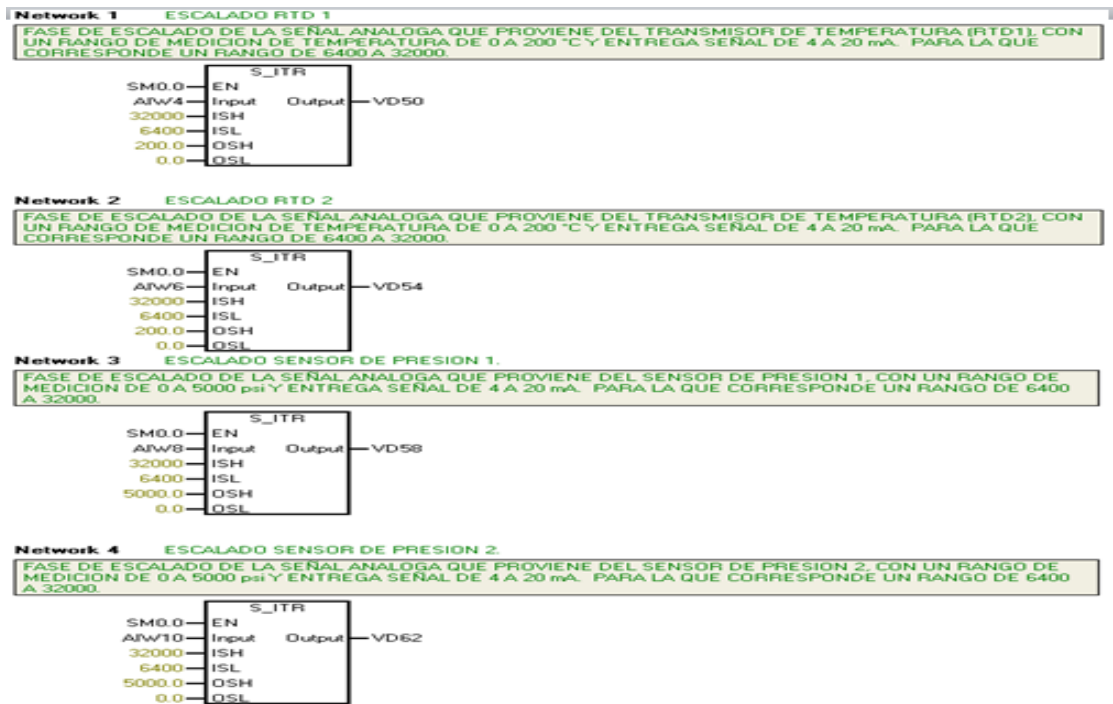 Network 1 ESCALADO RTD 1
FASE DE ESCALADO DE LA SEÑAL ANALOGA QUE PROVIENE DEL TRANSMISOR DE TEMPERATURA (RTD1), CON
UN RANGO DE MEDICION DE TEMPERATURA DE 0 A 200 °C Y ENTREGA SEÑAL DE 4 A 20 mA. PARA LA QUE
CORRESPONDE UN RANGO DE 6400 A 32000.
S_ITR
SM0.0 EN
AIW4 Input Output VD50
32000 ISH
6400 ISL
200.0 OSH
0.0 OSL
Network 2 ESCALADO RTD 2
FASE DE ESCALADO DE LA SEÑAL ANALOGA QUE PROVIENE DEL TRANSMISOR DE TEMPERATURA (RTD2), CON
UN RANGO DE MEDICION DE TEMPERATURA DE 0 A 200 °C Y ENTREGA SEÑAL DE 4 A 20 mA. PARA LA QUE
CORRESPONDE UN RANGO DE 6400 A 32000.
S_ITR
SM0.0 EN
AIW6 Input Output VD54
32000 ISH
6400 ISL
200.0 OSH
0.0 OSL
Network 3 ESCALADO SENSOR DE PRESION 1.
FASE DE ESCALADO DE LA SEÑAL ANALOGA QUE PROVIENE DEL SENSOR DE PRESION 1, CON UN RANGO DE
MEDICION DE 0 A 5000 psi Y ENTREGA SEÑAL DE 4 A 20 mA. PARA LA QUE CORRESPONDE UN RANGO DE 6400
A 32000.
S_ITR
SM0.0 EN
AIW8 Input Output VD58
32000 ISH
6400 ISL
5000.0 OSH
0.0 OSL
Network 4 ESCALADO SENSOR DE PRESION 2.
FASE DE ESCALADO DE LA SEÑAL ANALOGA QUE PROVIENE DEL SENSOR DE PRESION 2, CON UN RANGO DE
MEDICION DE 0 A 5000 psi Y ENTREGA SEÑAL DE 4 A 20 mA. PARA LA QUE CORRESPONDE UN RANGO DE 6400
A 32000.
S_ITR
SM0.0 EN
AIW10 Input Output VD62
32000 ISH
6400 ISL
5000.0 OSH
0.0 OSL